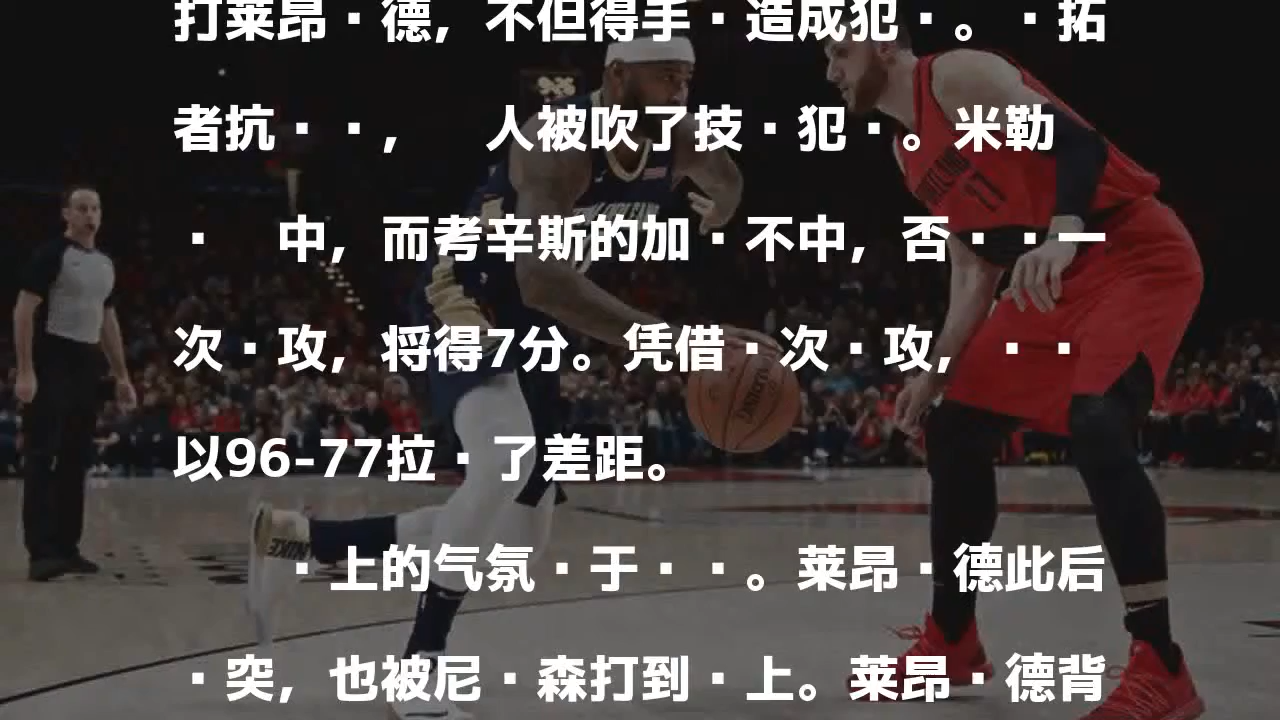 打莱昂·德，不但得手·造成犯·。·拓
者抗··，　人被吹了技·犯·。米勒
·　中，而考辛斯的加·不中，否··一
次·攻，将得7分。凭借·次·攻，··
以96-77拉·了差距。
·上的气氛·于··。莱昂·德此后
·突，也被尼·森打到·上。莱昂·德背